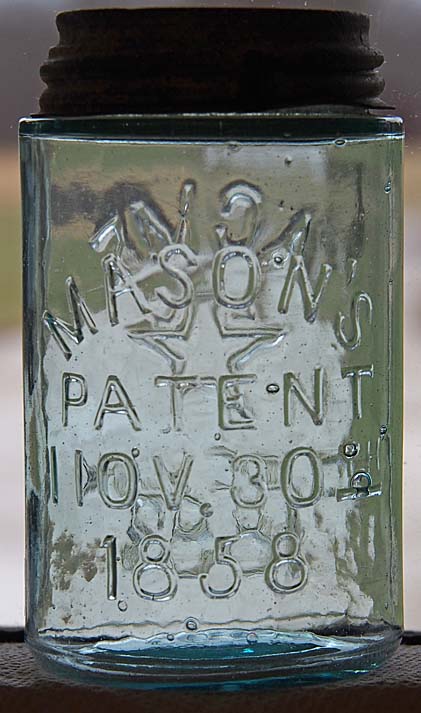 MASON'S
PATENT
NOV. 30TH
1858